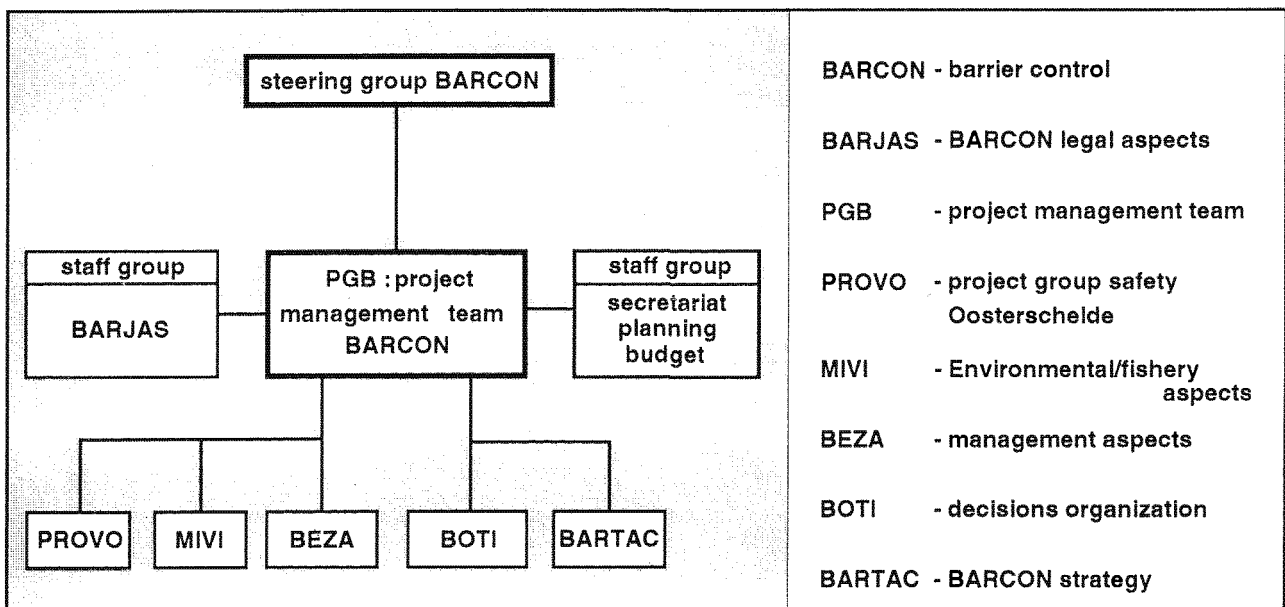 steering group BARCON
staff group
BARJAS
PGB : project
management team
BARCON
staff group
secretariat
planning
budget
PROVO
MIVI
BEZA
BOTI
BARTAC
BARCON - barrier control
BARJAS - BARCON legal aspects
PGB - project management team
PROVO - project group safety
Oosterschelde
MIVI - Environmental/fishery
aspects
BEZA - management aspects
BOTI - decisions organization
BARTAC - BARCON strategy